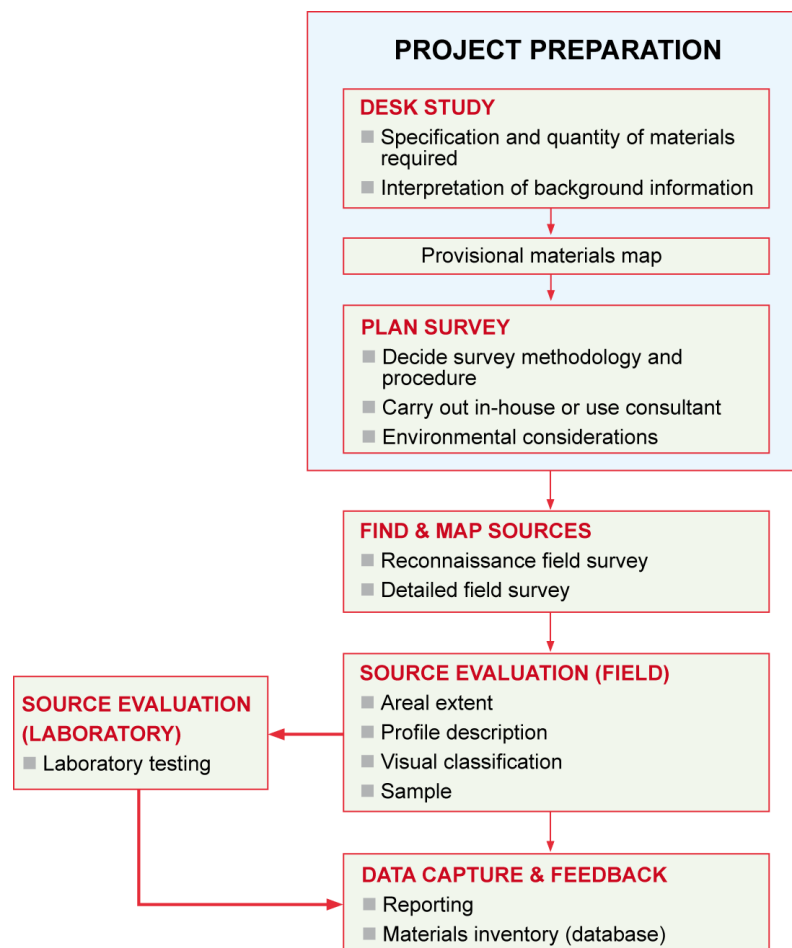 PROJECT PREPARATION
DESK STUDY
Specification and quantity of materials
required
Interpretation of background information
Provisional materials map
PLAN SURVEY
Decide survey methodology and
procedure
Carry out in-house or use consultant
Environmental considerations
FIND & MAP SOURCES
Reconnaissance field survey
Detailed field survey
SOURCE EVALUATION (FIELD)
Areal extent
Profile description
Visual classification
Sample
SOURCE EVALUATION
(LABORATORY)
Laboratory testing
DATA CAPTURE & FEEDBACK
Reporting
Materials inventory (database)